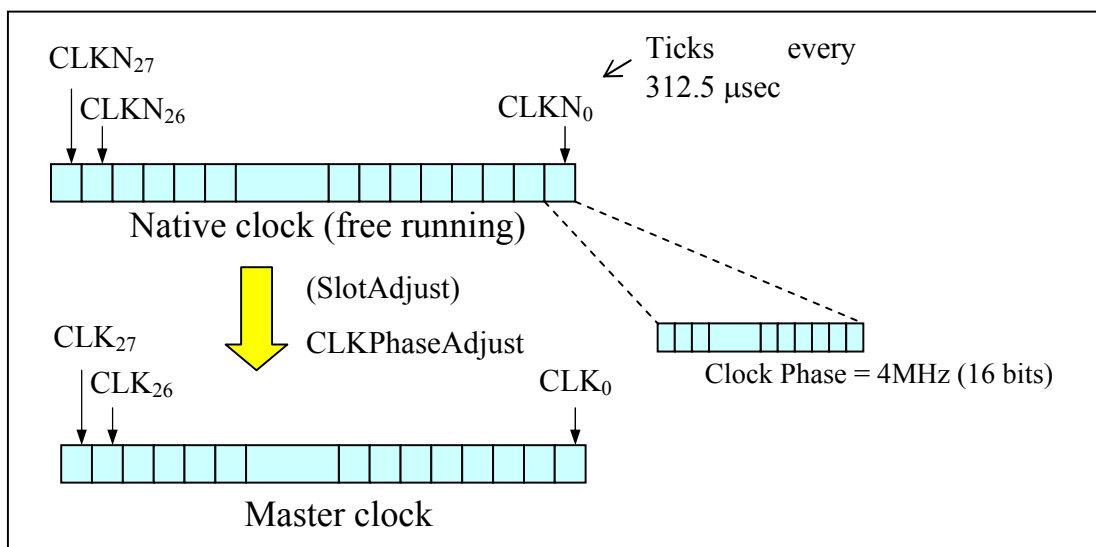 CLKN₂₇
Ticks every
312.5 μsec
CLKN₂₆
CLKN₀
Native clock (free running)
(SlotAdjust)
CLKPhaseAdjust
CLK₂₇
CLK₂₆
CLK₀
Clock Phase = 4MHz (16 bits)
Master clock